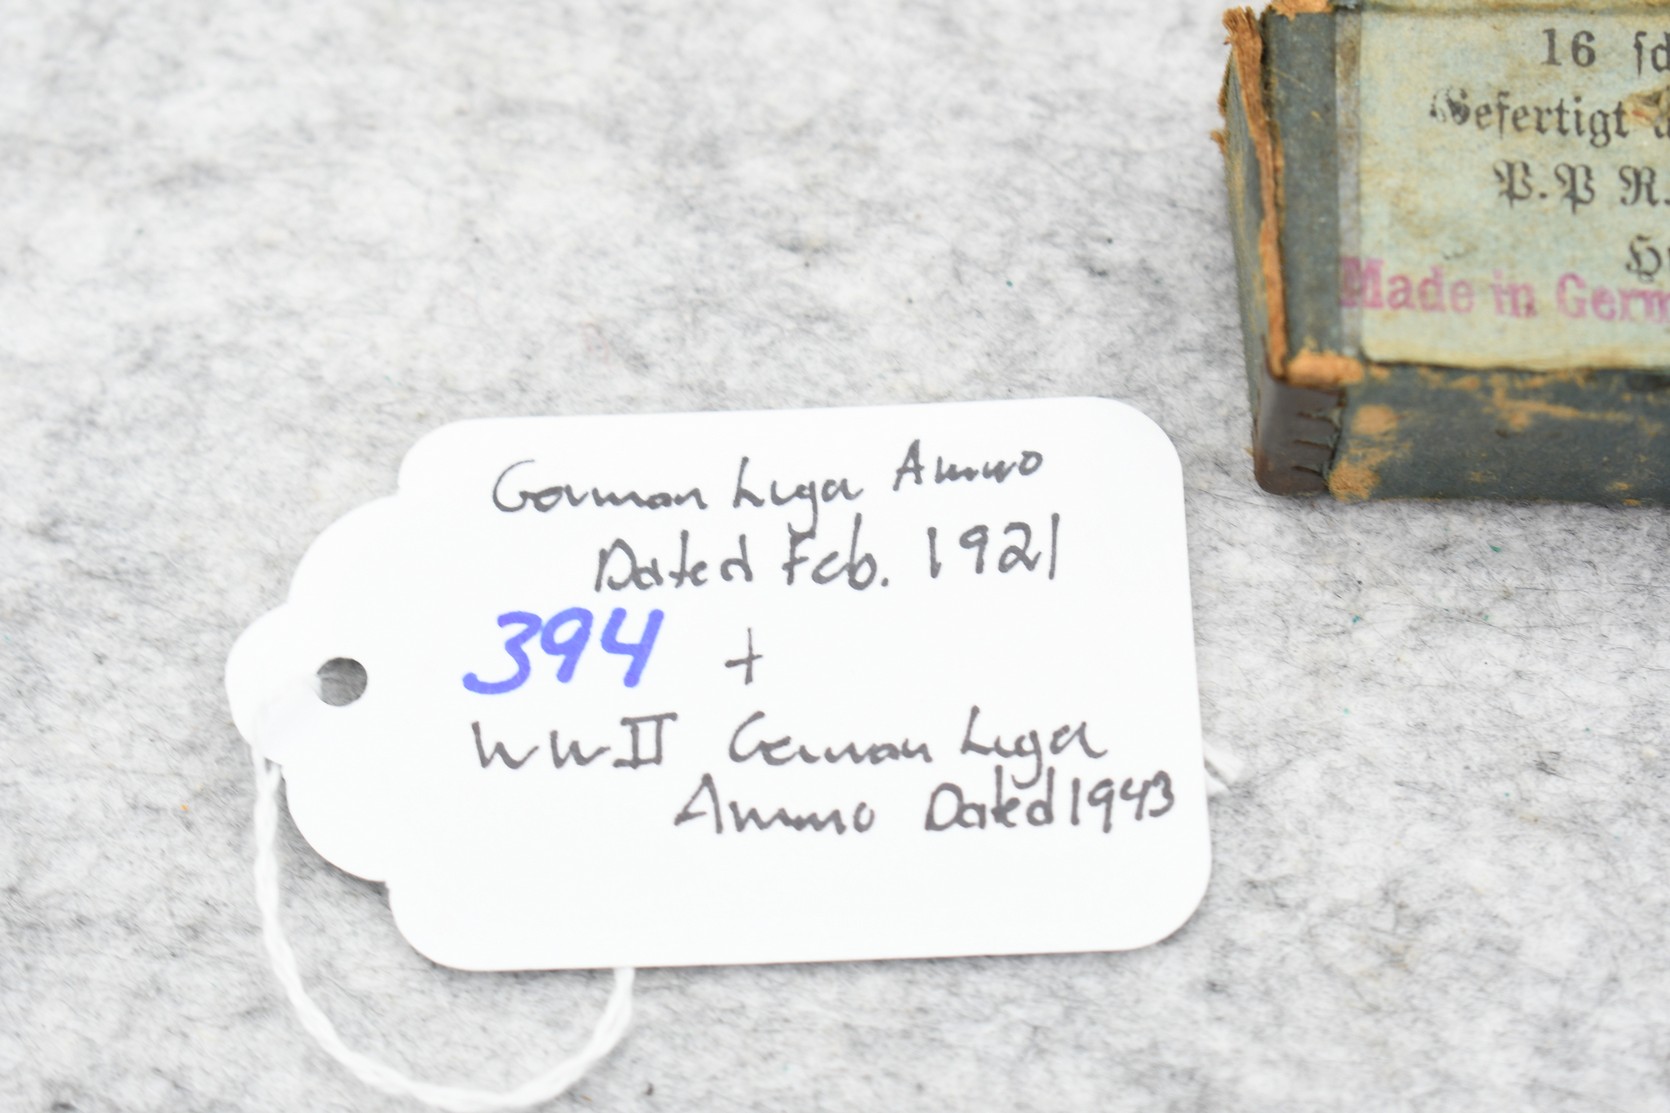 German Luger Ammo
Dated Feb. 1921
394 +
WWII German Luger
Ammo Dated 1943
16
Gefertigt
P.P R.
Made in Germ